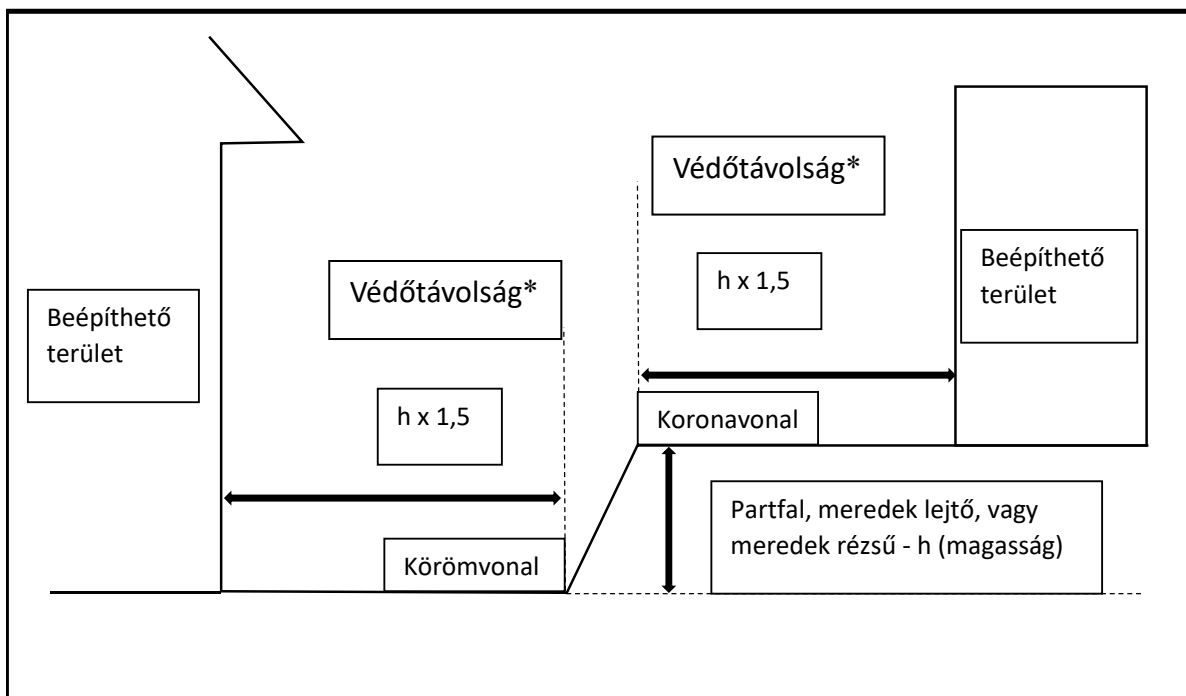 Védőtávolság*
Védőtávolság*
h x 1,5
Beépíthető
terület
Beépíthető
terület
h x 1,5
Koronavonal
Partfal, meredek lejtő, vagy
meredek rézsű - h (magasság)
Körömvonal